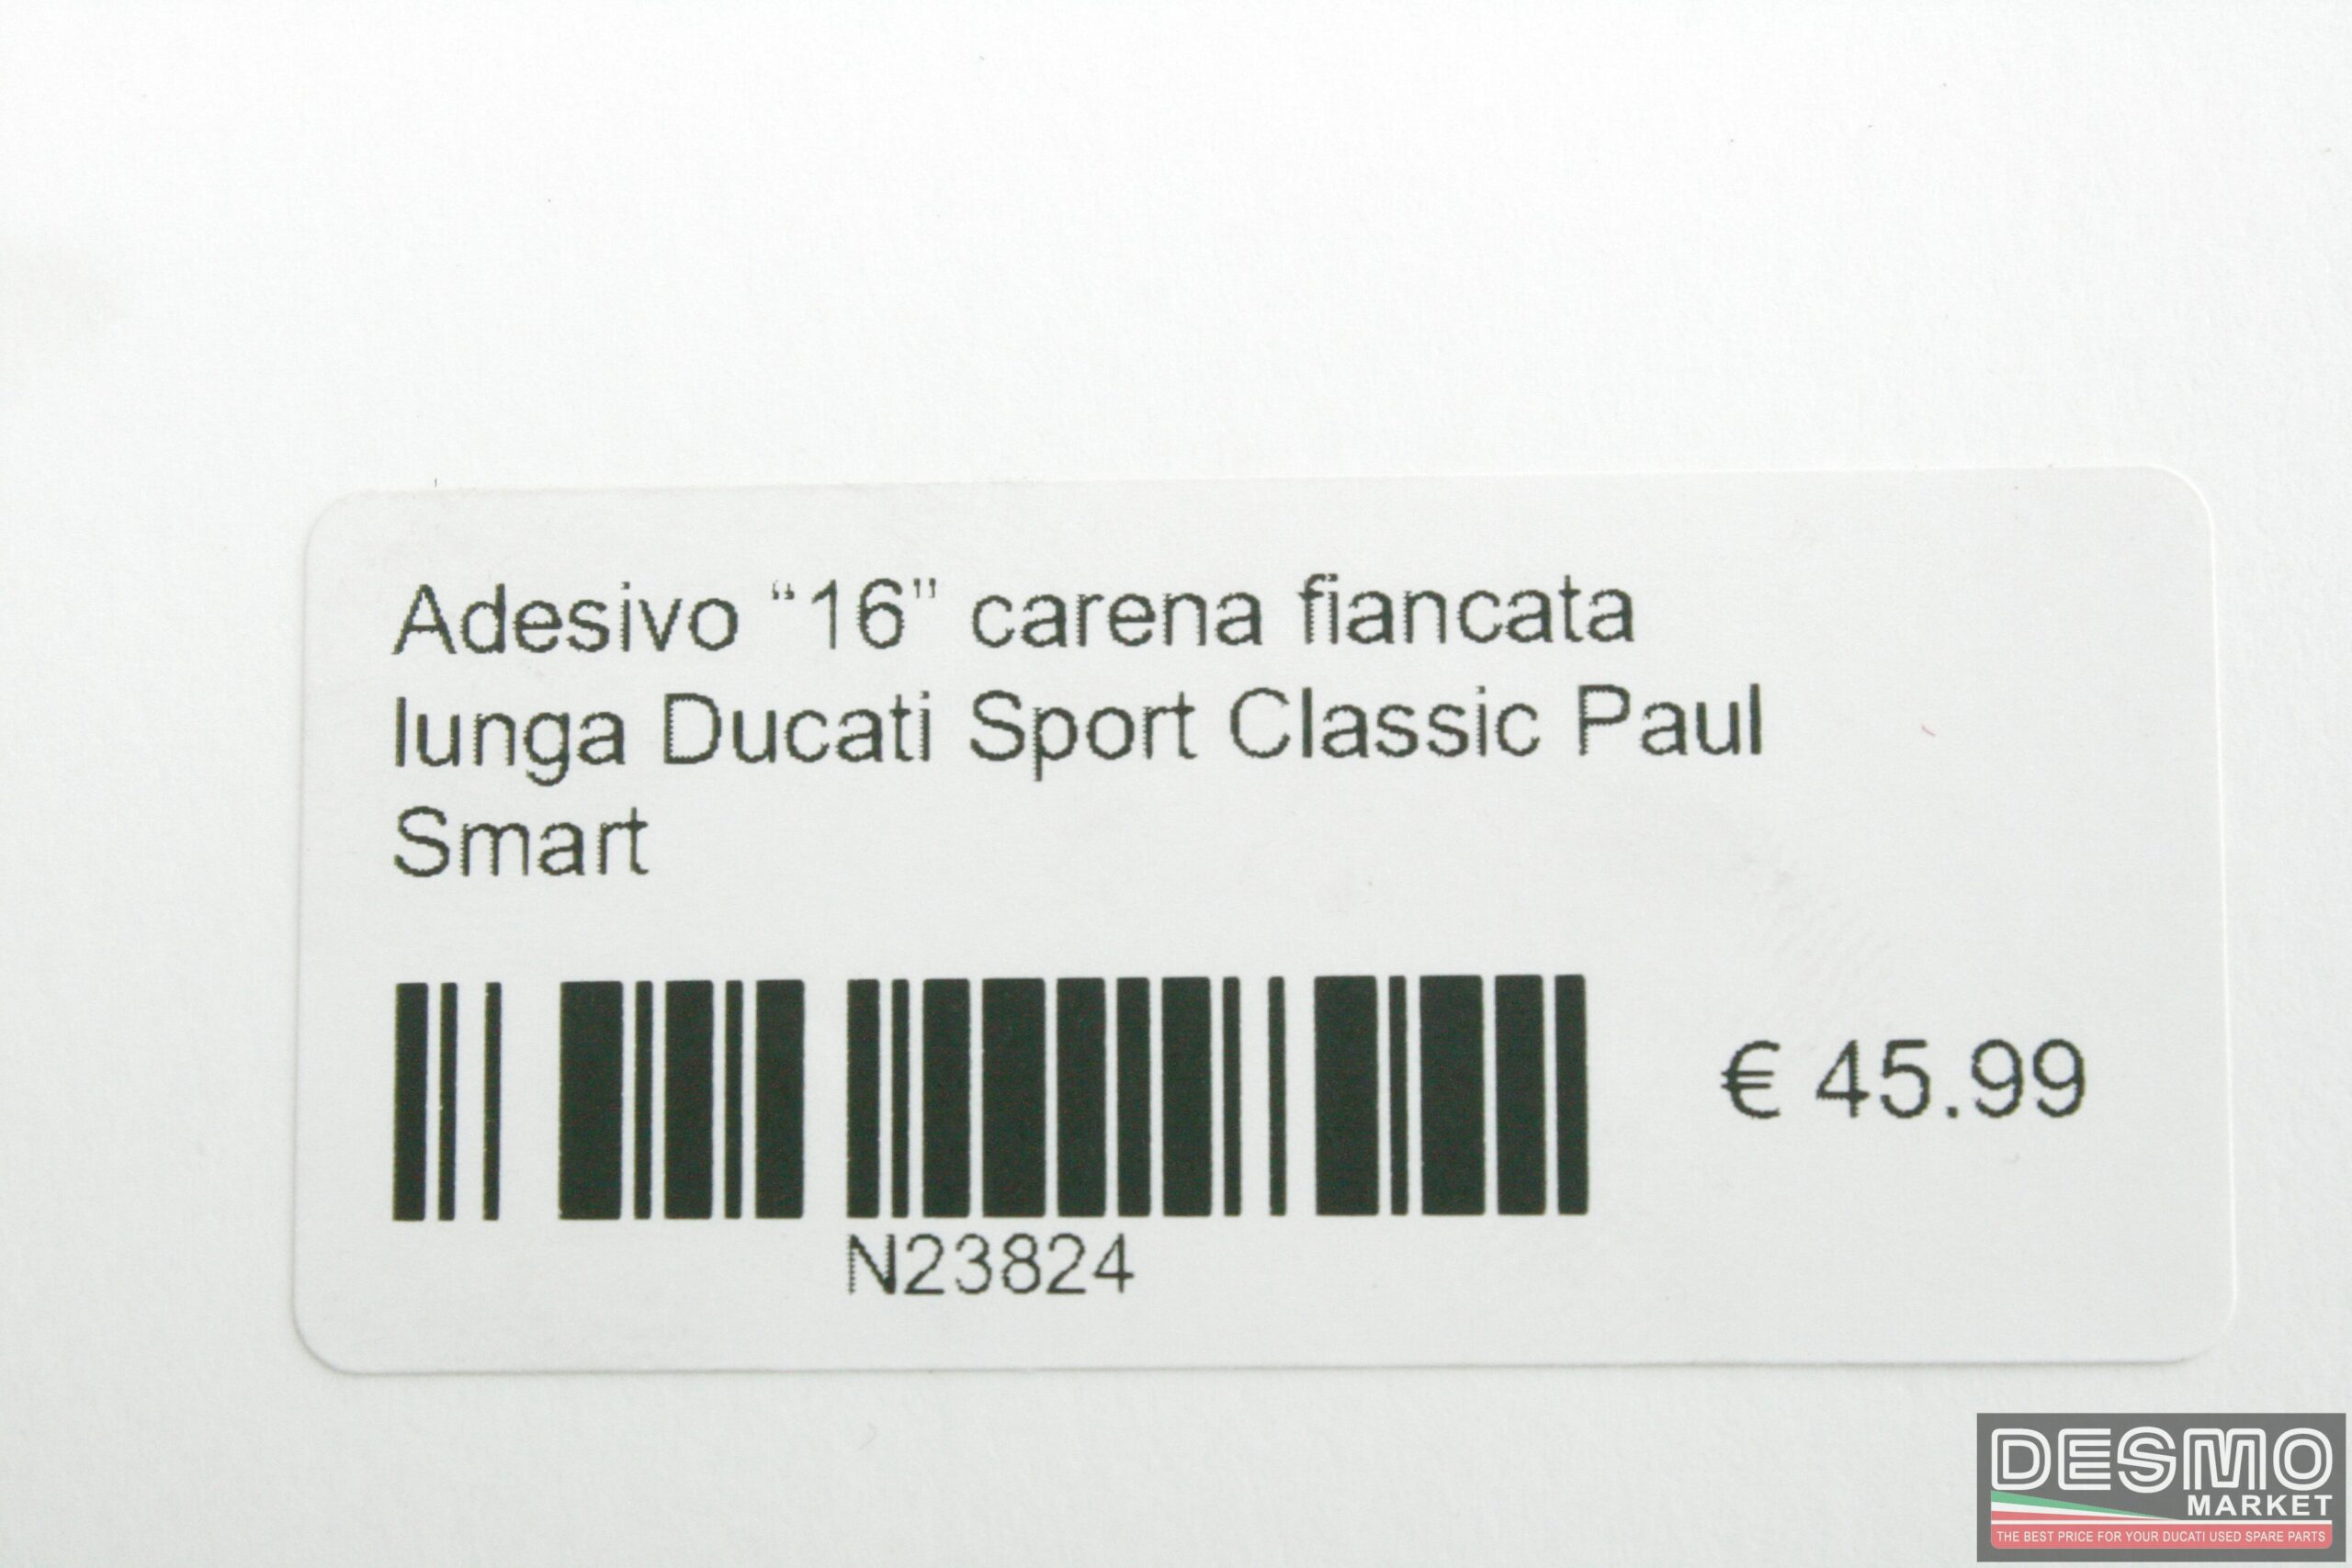 Adesivo “16” carena fiancata
lunga Ducati Sport Classic Paul
Smart
€ 45.99
N23824
DESMO
MARKET
THE BEST PRICE FOR YOUR DUCATI USED SPARE PARTS